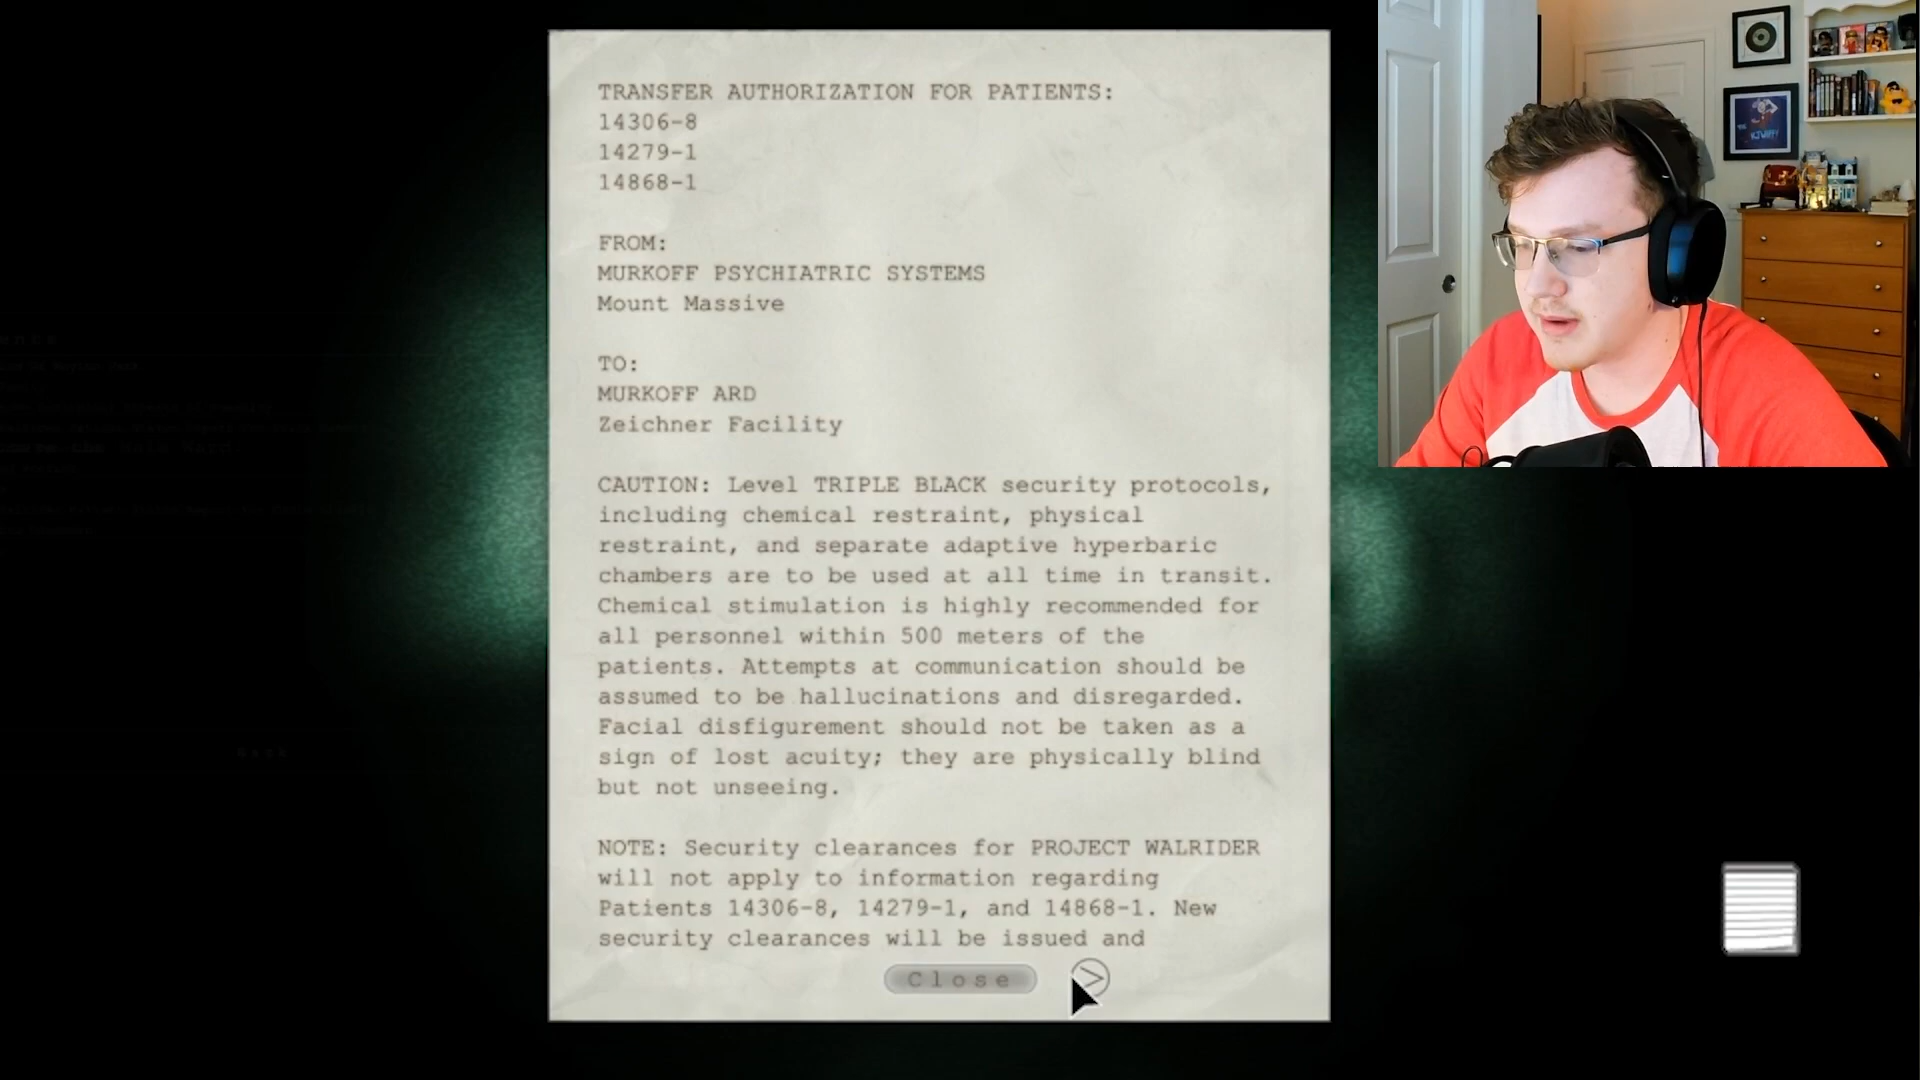 TRANSFER AUTHORIZATION FOR PATIENTS:
14306-8
14279-1
14868-1
FROM:
MURKOFF PSYCHIATRIC SYSTEMS
Mount Massive
TO:
MURKOFF ARD
Zeichner Facility
CAUTION: Level TRIPLE BLACK security protocols,
including chemical restraint, physical
restraint, and separate adaptive hyperbaric
chambers are to be used at all time in transit.
Chemical stimulation is highly recommended for
all personnel within 500 meters of the
patients. Attempts at communication should be
assumed to be hallucinations and disregarded.
Facial disfigurement should not be taken as a
sign of lost acuity; they are physically blind
but not unseeing.
NOTE: Security clearances for PROJECT WALRIDER
will not apply to information regarding
Patients 14306-8, 14279-1, and 14868-1. New
security clearances will be issued and
Close >
Back